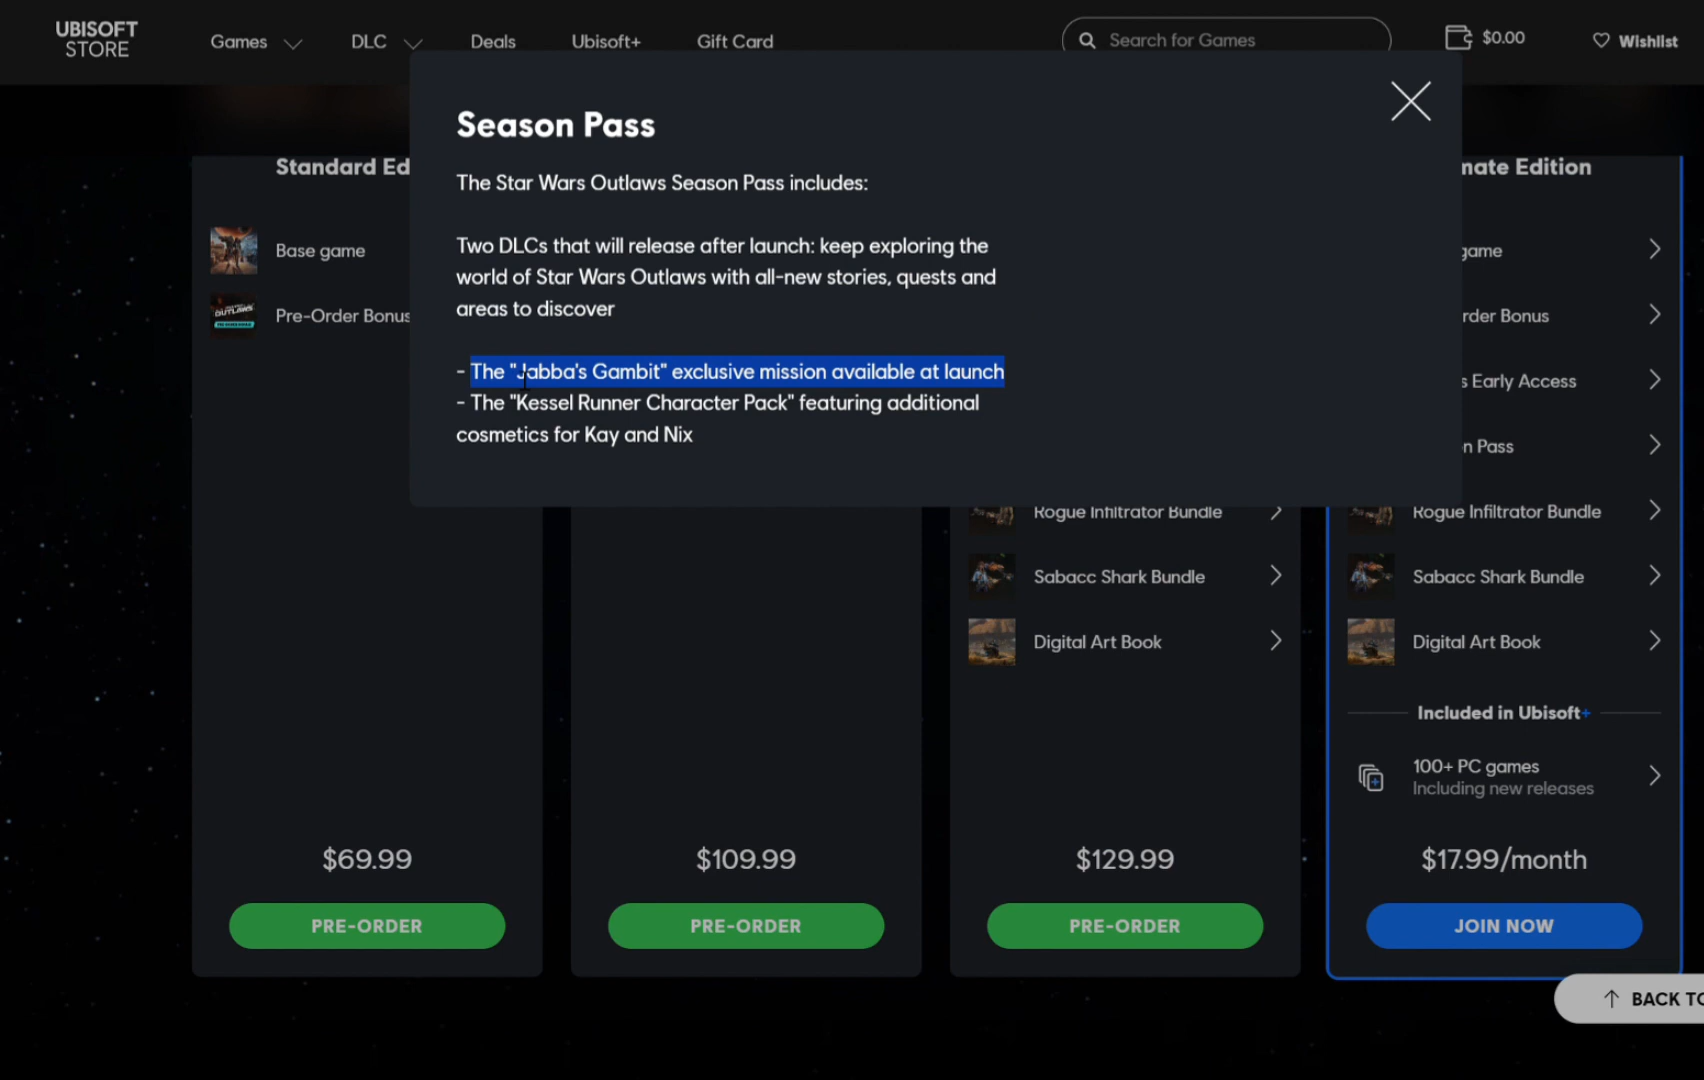 UBISOFT
STORE
Games
DLC
Deals
Ubisoft+
Gift Card
Search for Games
$0.00
Wishlist
Season Pass
The Star Wars Outlaws Season Pass includes:
Two DLCs that will release after launch: keep exploring the
world of Star Wars Outlaws with all-new stories, quests and
areas to discover
- The "Jabba's Gambit" exclusive mission available at launch
- The "Kessel Runner Character Pack" featuring additional
cosmetics for Kay and Nix
Standard Ed
Base game
OUTLAWS
Pre-Order Bonus
$69.99
PRE-ORDER
$109.99
PRE-ORDER
Rogue Infiltrator Bundle
Sabacc Shark Bundle
Digital Art Book
$129.99
PRE-ORDER
mate Edition
game
rder Bonus
s Early Access
n Pass
Rogue Infiltrator Bundle
Sabacc Shark Bundle
Digital Art Book
Included in Ubisoft+
100+ PC games
Including new releases
$17.99/month
JOIN NOW
BACK TO